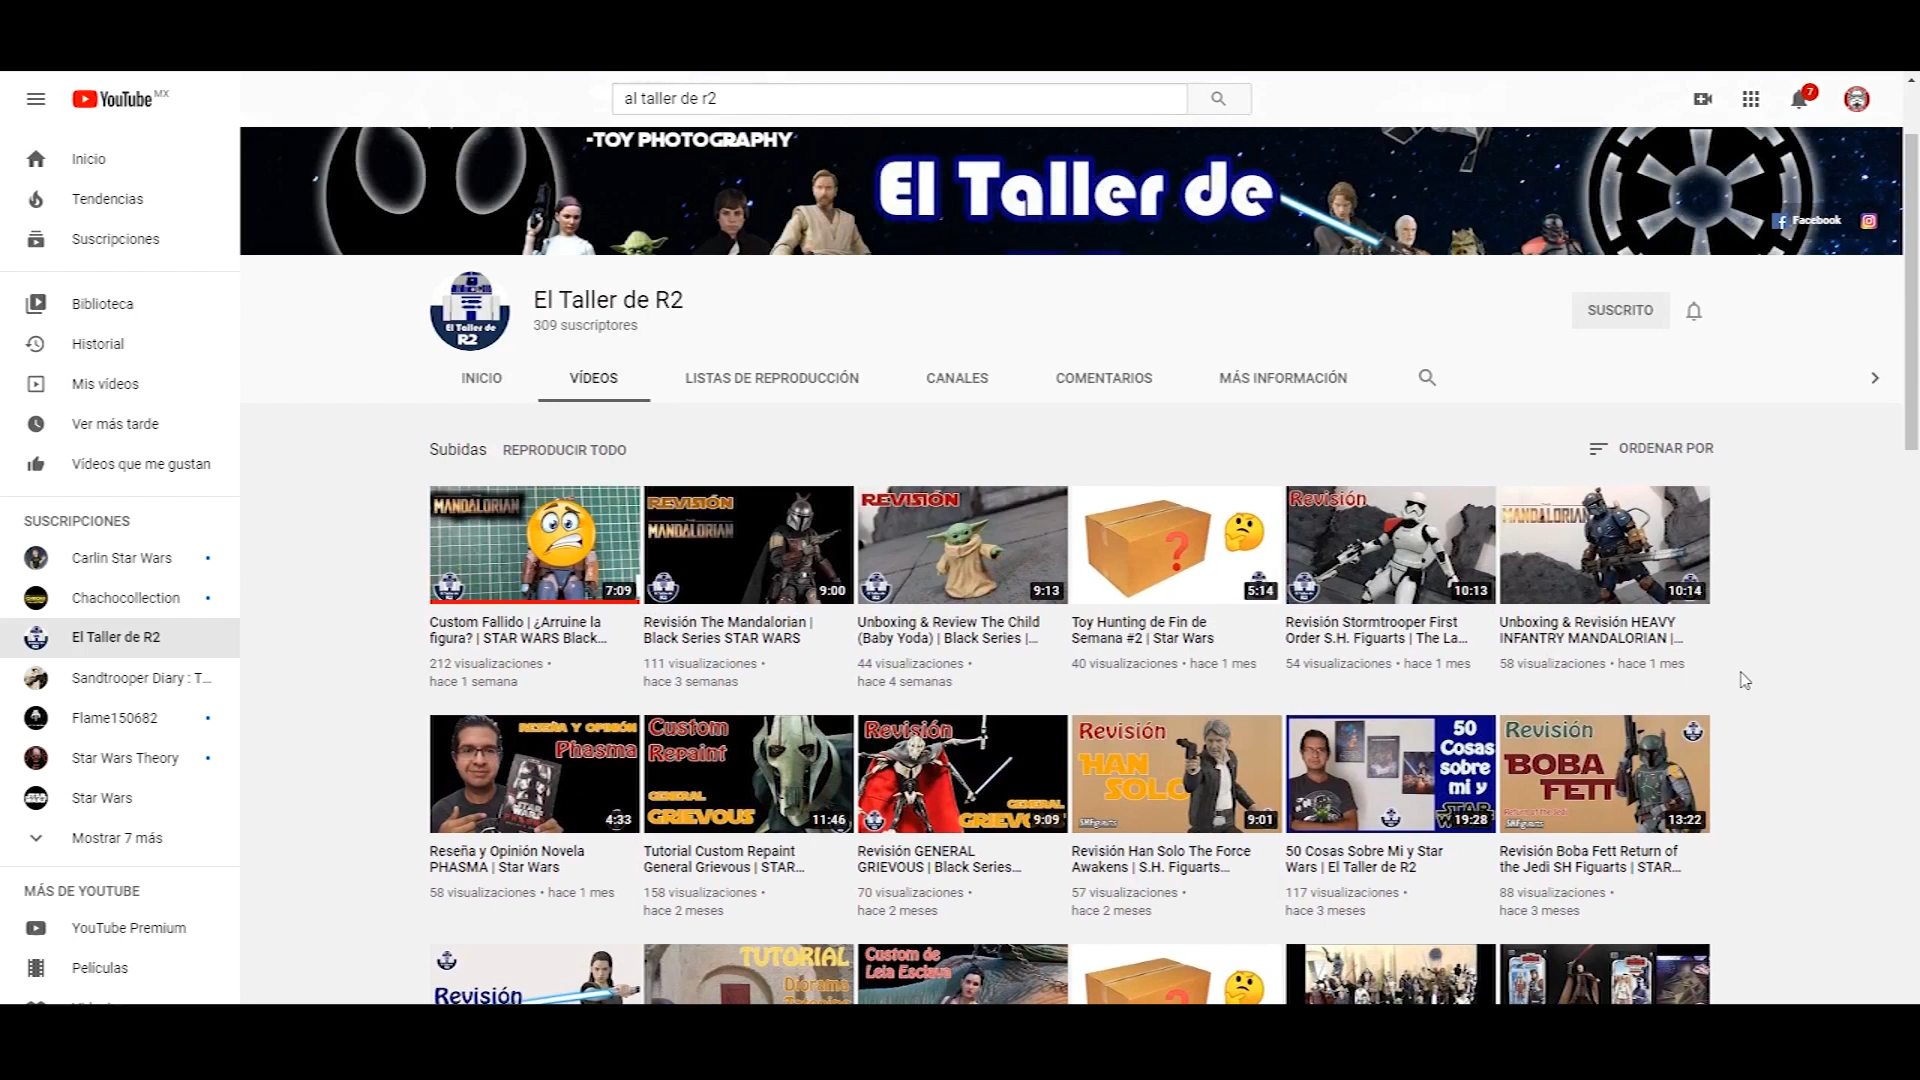 YouTube MX
al taller de r2
7
Inicio
Tendencias
Suscripciones
Biblioteca
Historial
Mis vídeos
Ver más tarde
Vídeos que me gustan
SUSCRIPCIONES
Carlin Star Wars
Chachocollection
El Taller de R2
Sandtrooper Diary : T...
Flame150682
Star Wars Theory
Star Wars
Mostrar 7 más
MÁS DE YOUTUBE
YouTube Premium
Películas
-TOY PHOTOGRAPHY
El Taller de
Facebook
El Taller de
R2
El Taller de R2
309 suscriptores
SUSCRITO
INICIO
VÍDEOS
LISTAS DE REPRODUCCIÓN
CANALES
COMENTARIOS
MÁS INFORMACIÓN
Subidas
REPRODUCIR TODO
ORDENAR POR
MANDALORIAN
7:09
Custom Fallido | ¿Arruine la
figura? | STAR WARS Black...
212 visualizaciones •
hace 1 semana
REVISIÓN
MANDALORIAN
9:00
Revisión The Mandalorian |
Black Series STAR WARS
111 visualizaciones •
hace 3 semanas
REVISIÓN
9:13
Unboxing & Review The Child
(Baby Yoda) | Black Series |...
44 visualizaciones •
hace 4 semanas
?
5:14
Toy Hunting de Fin de
Semana #2 | Star Wars
40 visualizaciones • hace 1 mes
Revisión
10:13
Revisión Stormtrooper First
Order S.H. Figuarts | The La...
54 visualizaciones • hace 1 mes
MANDALORIAN
10:14
Unboxing & Revisión HEAVY
INFANTRY MANDALORIAN |...
58 visualizaciones • hace 1 mes
RESEÑA Y OPINIÓN
Phasma
4:33
Reseña y Opinión Novela
PHASMA | Star Wars
58 visualizaciones • hace 1 mes
Custom
Repaint
GENERAL
GRIEVOUS
11:46
Tutorial Custom Repaint
General Grievous | STAR...
158 visualizaciones •
hace 2 meses
Revisión
GENERAL
9:09
Revisión GENERAL
GRIEVOUS | Black Series...
70 visualizaciones •
hace 2 meses
Revisión
HAN
SOLO
SHFiguarts
9:01
Revisión Han Solo The Force
Awakens | S.H. Figuarts...
57 visualizaciones •
hace 2 meses
50
Cosas
sobre
mi y
STAR
19:28
50 Cosas Sobre Mi y Star
Wars | El Taller de R2
117 visualizaciones •
hace 3 meses
Revisión
BOBA
FETT
Return of the Jedi
SHFiguarts
13:22
Revisión Boba Fett Return of
the Jedi SH Figuarts | STAR...
88 visualizaciones •
hace 3 meses
Revisión
TUTORIAL
Diorama
Custom de
Leia Esclava
?